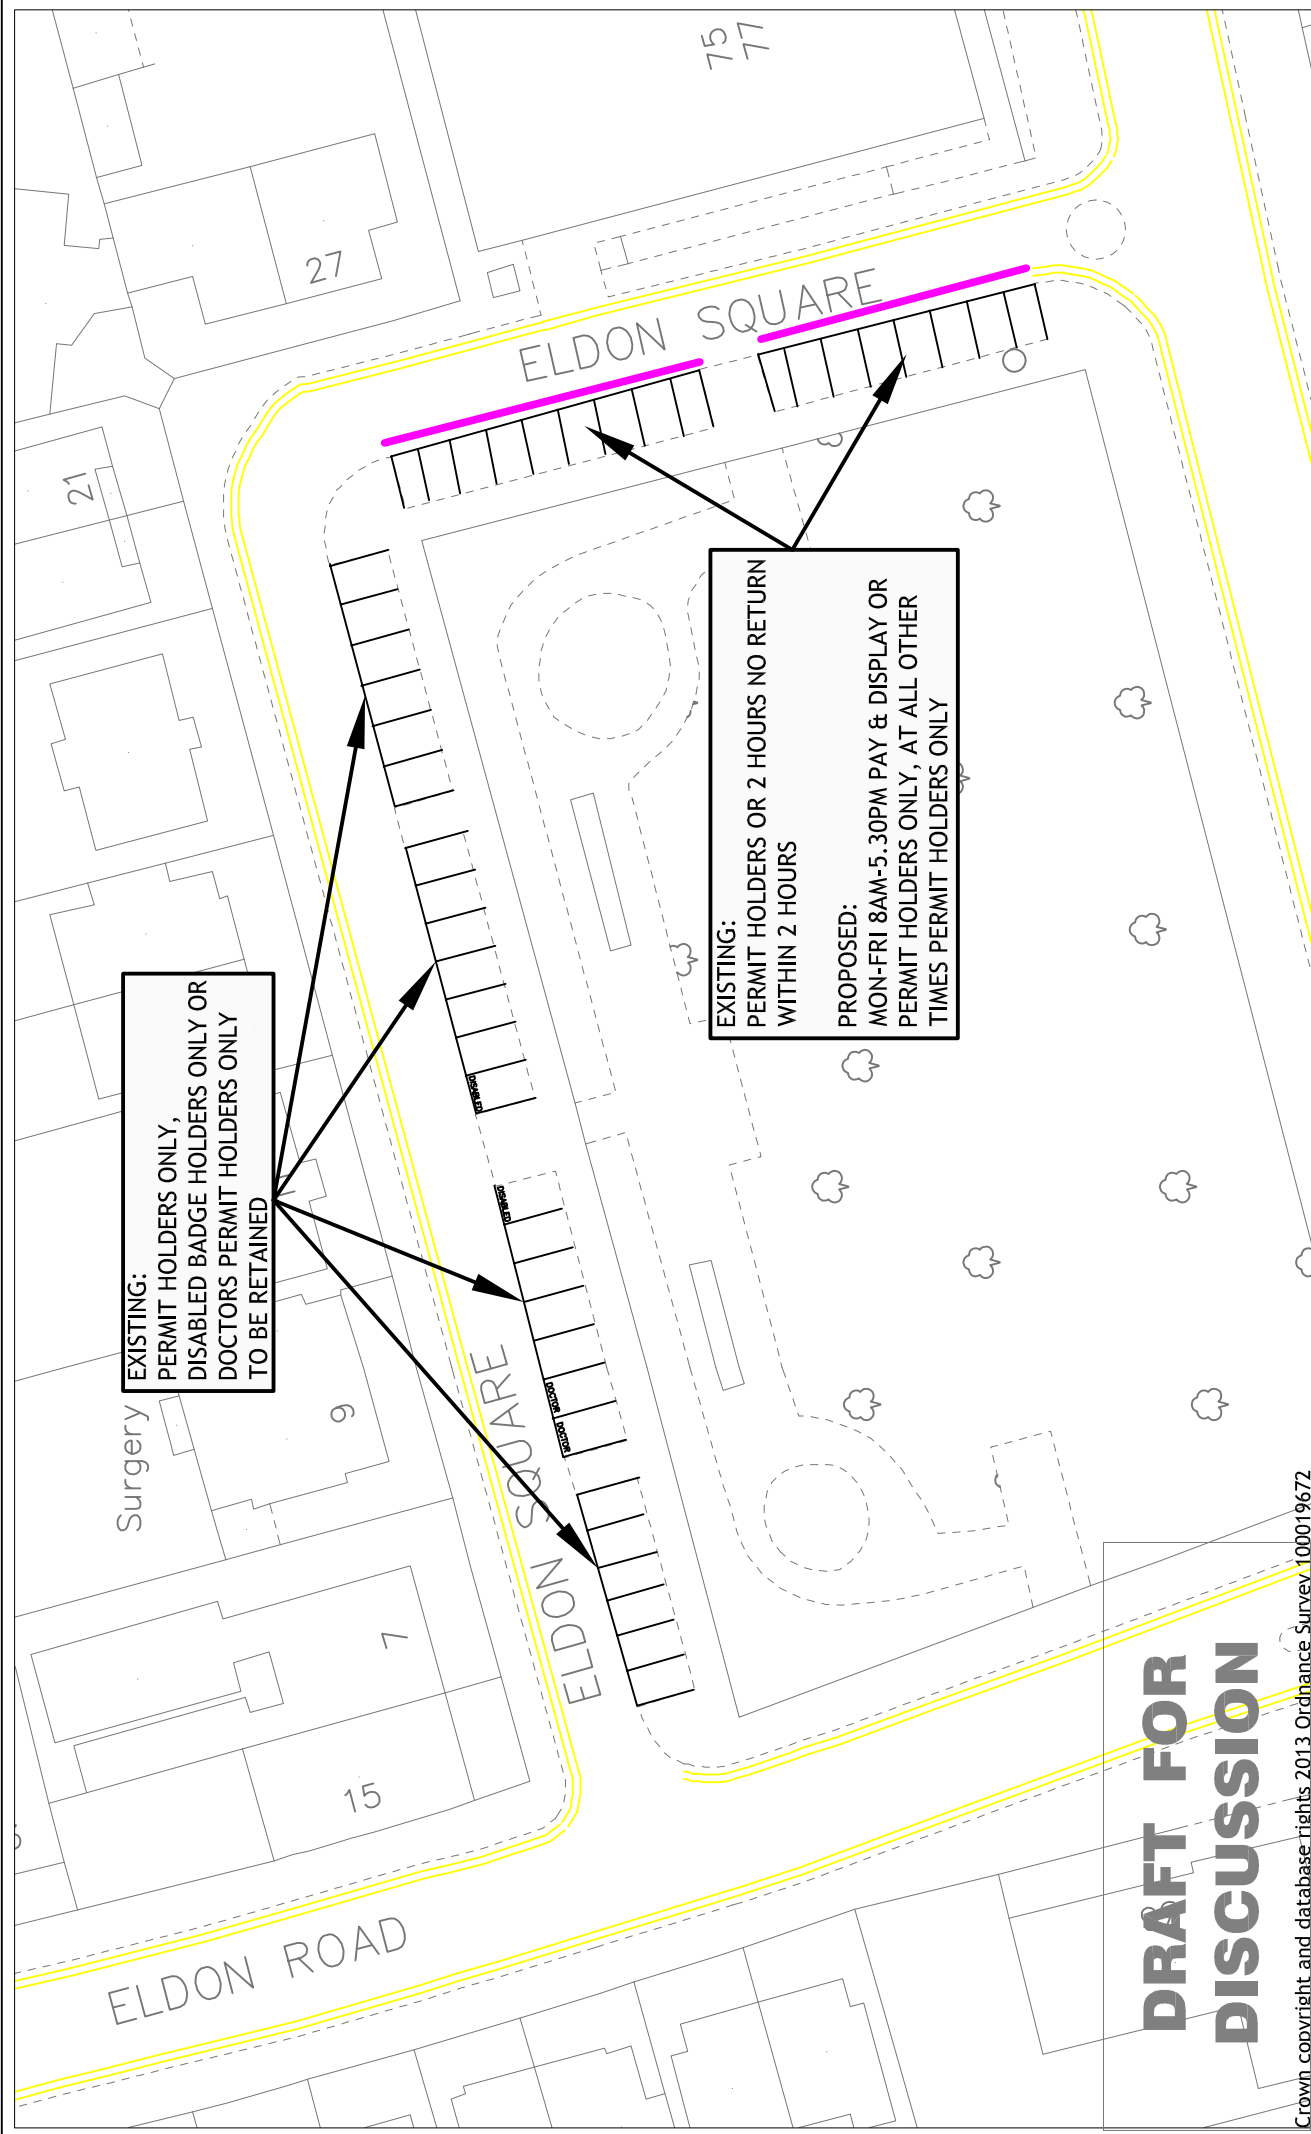 EXISTING:
PERMIT HOLDERS ONLY,
DISABLED BADGE HOLDERS ONLY OR
DOCTORS PERMIT HOLDERS ONLY
TO BE RETAINED
EXISTING:
PERMIT HOLDERS OR 2 HOURS NO RETURN
WITHIN 2 HOURS
PROPOSED:
MON-FRI 8AM-5.30PM PAY & DISPLAY OR
PERMIT HOLDERS ONLY, AT ALL OTHER
TIMES PERMIT HOLDERS ONLY
ELDON ROAD
ELDON SQUARE
ELDON SQUARE
Surgery
15
7
9
21
27
75
77
DOCTOR
DOCTOR
DISABLED
DISABLED
DRAFT FOR
DISCUSSION
Crown copyright and database rights 2013 Ordnance Survey 100019672